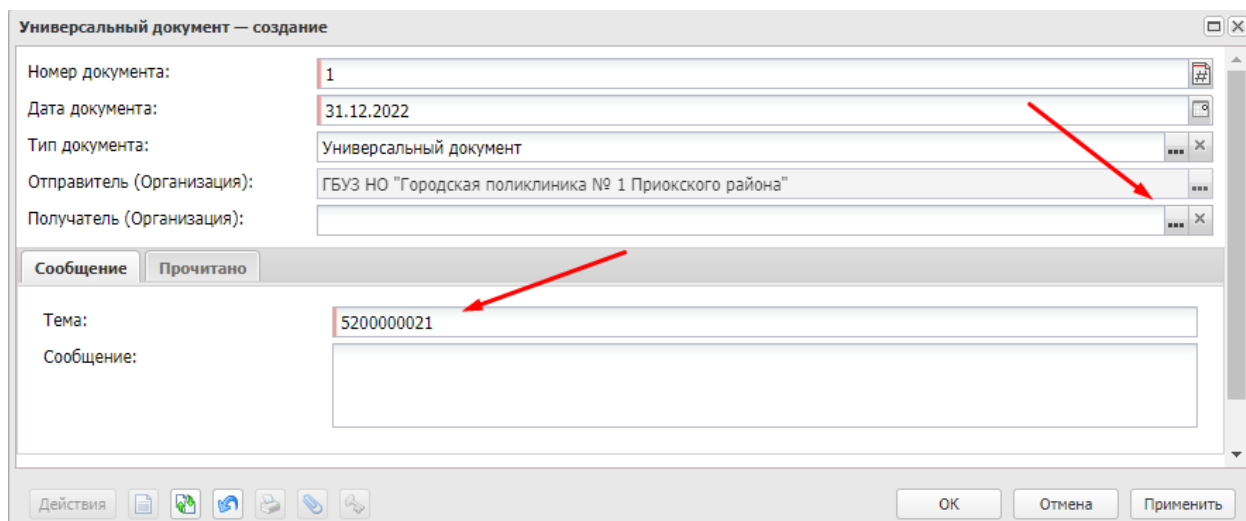 Универсальный документ — создание
Номер документа: 1
Дата документа: 31.12.2022
Тип документа: Универсальный документ
Отправитель (Организация): ГБУЗ НО "Городская поликлиника № 1 Приокского района"
Получатель (Организация):
Сообщение Прочитано
Тема: 5200000021
Сообщение:
Действия ОК Отмена Применить